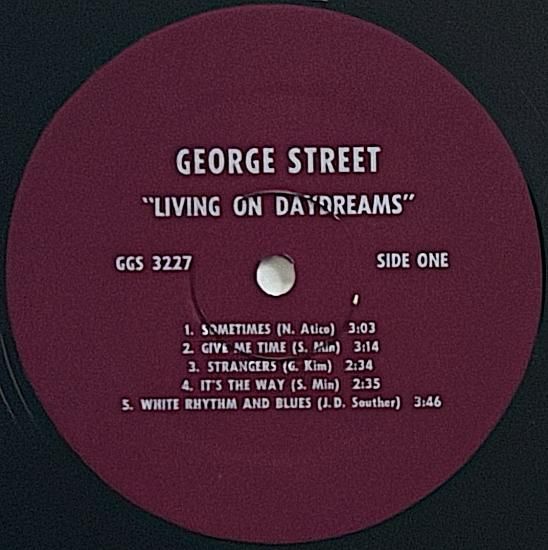 GEORGE STREET
"LIVING ON DAYDREAMS"
GGS 3227 SIDE ONE
1. SOMETIMES (N. Atico) 3:03
2. GIVE ME TIME (S. Min) 3:14
3. STRANGERS (G. Kim) 2:34
4. IT'S THE WAY (S. Min) 2:35
5. WHITE RHYTHM AND BLUES (J.D. Souther) 3:46